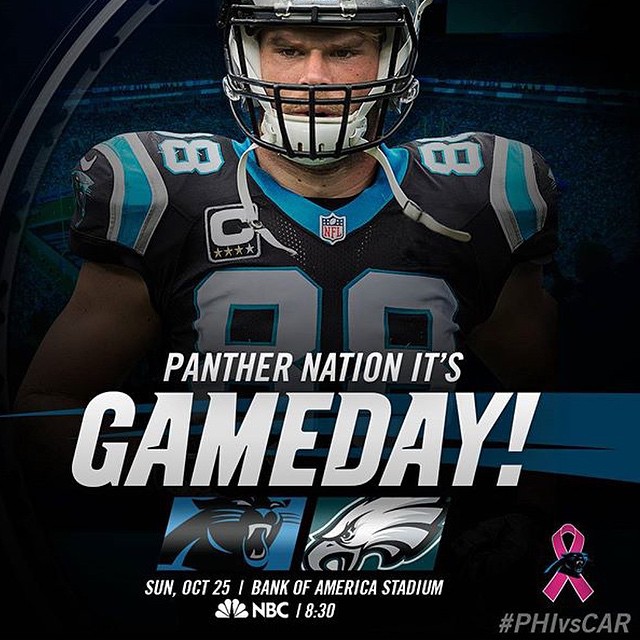 88 88
C
NFL
88
PANTHER NATION IT'S
GAMEDAY!
SUN, OCT 25 | BANK OF AMERICA STADIUM
NBC | 8:30
#PHIvsCAR